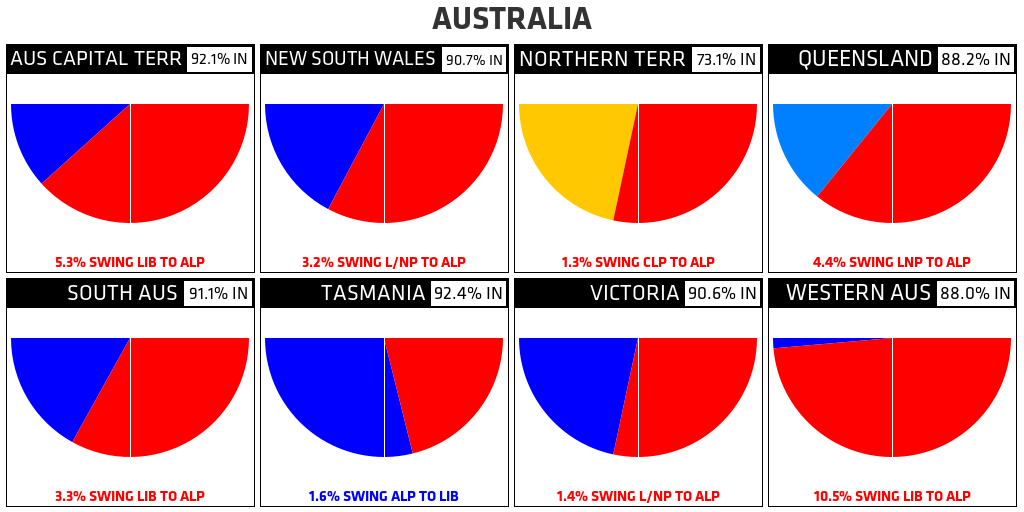 AUSTRALIA
AUS CAPITAL TERR 92.1% IN
NEW SOUTH WALES 90.7% IN
NORTHERN TERR 73.1% IN
QUEENSLAND 88.2% IN
5.3% SWING LIB TO ALP
3.2% SWING L/NP TO ALP
1.3% SWING CLP TO ALP
4.4% SWING LNP TO ALP
SOUTH AUS 91.1% IN
TASMANIA 92.4% IN
VICTORIA 90.6% IN
WESTERN AUS 88.0% IN
3.3% SWING LIB TO ALP
1.6% SWING ALP TO LIB
1.4% SWING L/NP TO ALP
10.5% SWING LIB TO ALP